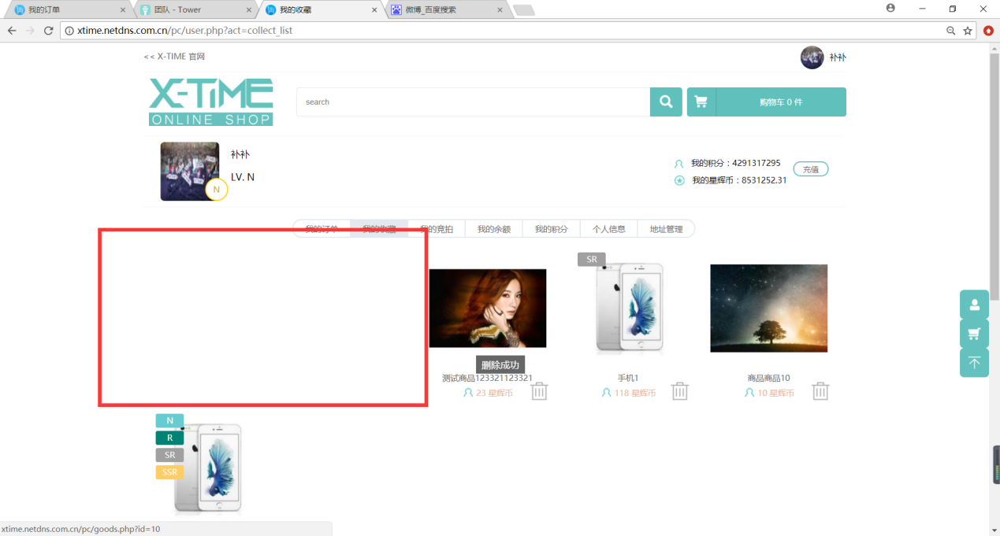 我的订单
团队 - Tower
我的收藏
微博_百度搜索
xtime.netdns.com.cn/pc/user.php?act=collect_list
<< X-TIME 官网
补补
X-TiME
ONLINE SHOP
search
购物车 0 件
补补
LV. N
N
我的积分：4291317295
我的星辉币：8531252.31
充值
我的订单
我的收藏
我的竞拍
我的余额
我的积分
个人信息
地址管理
SR
删除成功
测试商品123321123321
23 星辉币
手机1
118 星辉币
商品商品10
10 星辉币
N
R
SR
SSR
xtime.netdns.com.cn/pc/goods.php?id=10